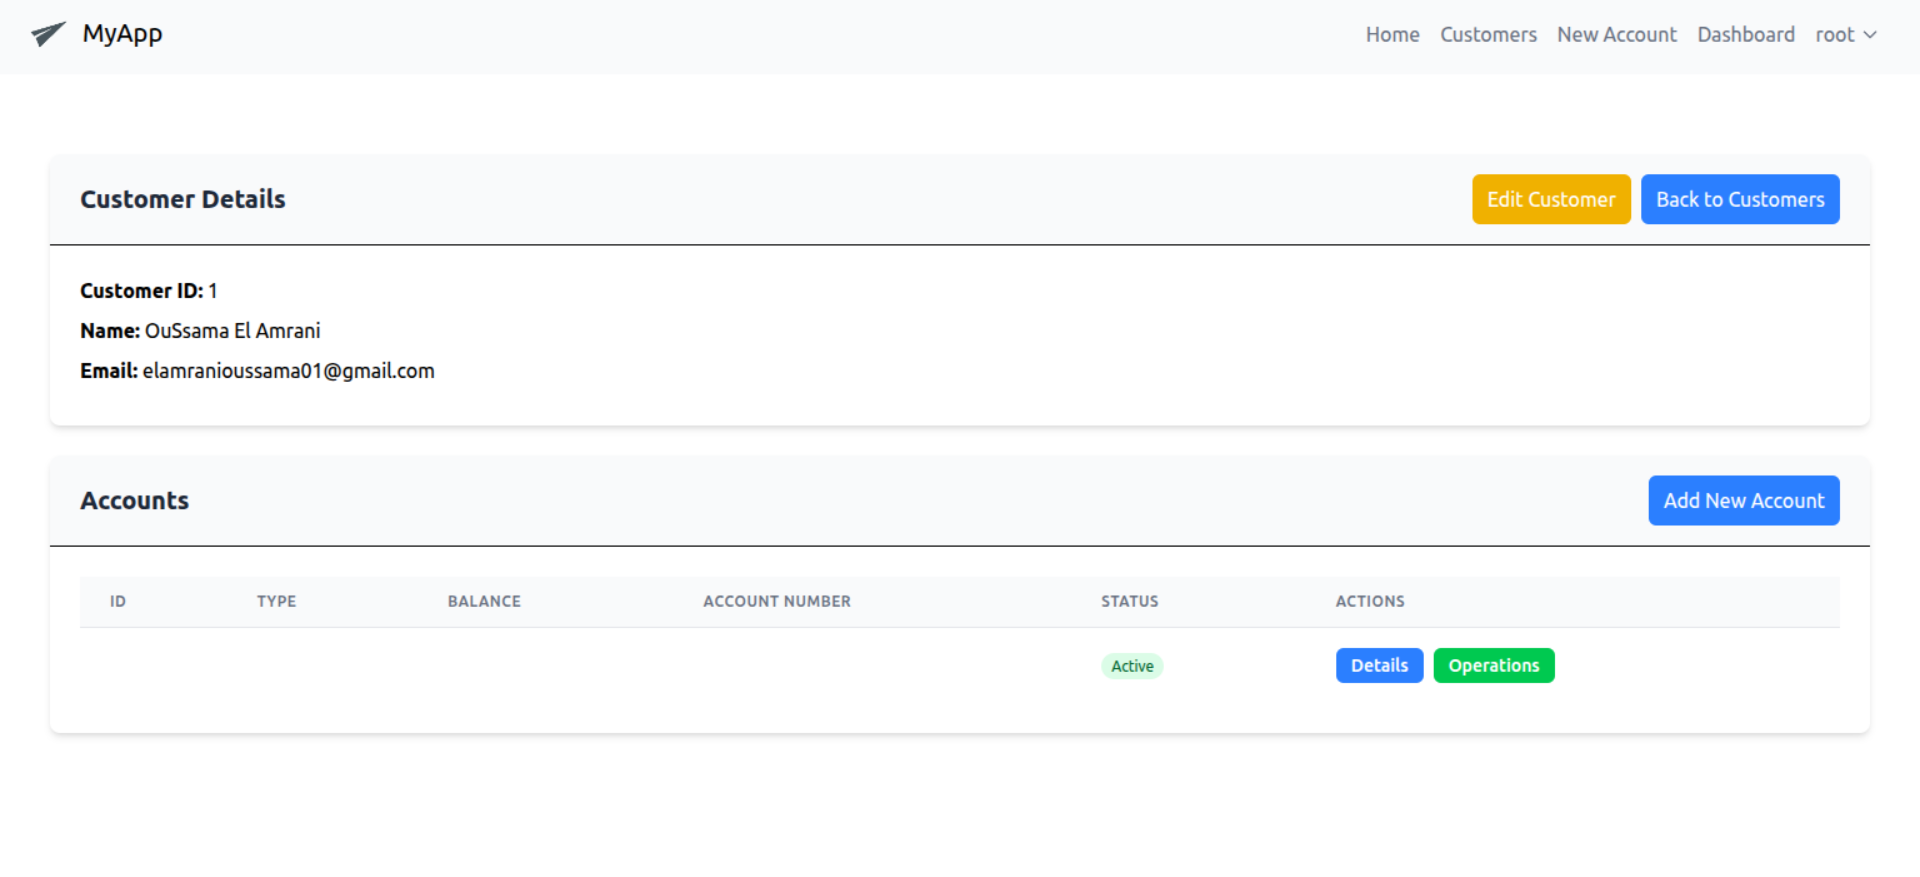 MyApp
Home Customers New Account Dashboard root
Customer Details
Edit Customer Back to Customers
Customer ID: 1
Name: OuSsama El Amrani
Email: elamranioussama01@gmail.com
Accounts
Add New Account
ID TYPE BALANCE ACCOUNT NUMBER STATUS ACTIONS
Active Details Operations